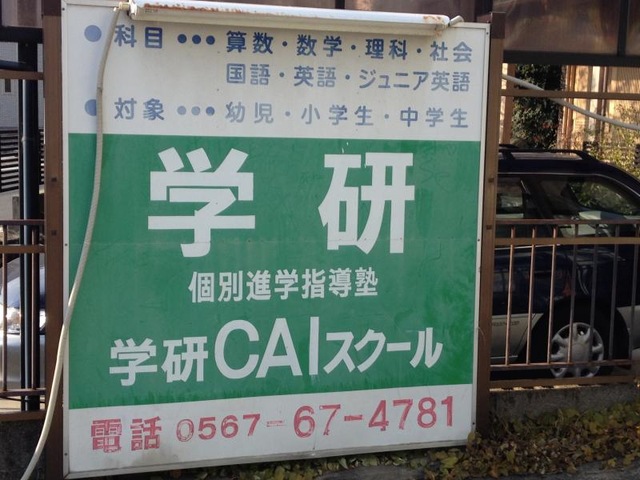 ●科目●●●算数・数学・理科・社会
国語・英語・ジュニア英語
●対象●●●幼児・小学生・中学生
学研
個別進学指導塾
学研CAIスクール
電話 0567-67-4781